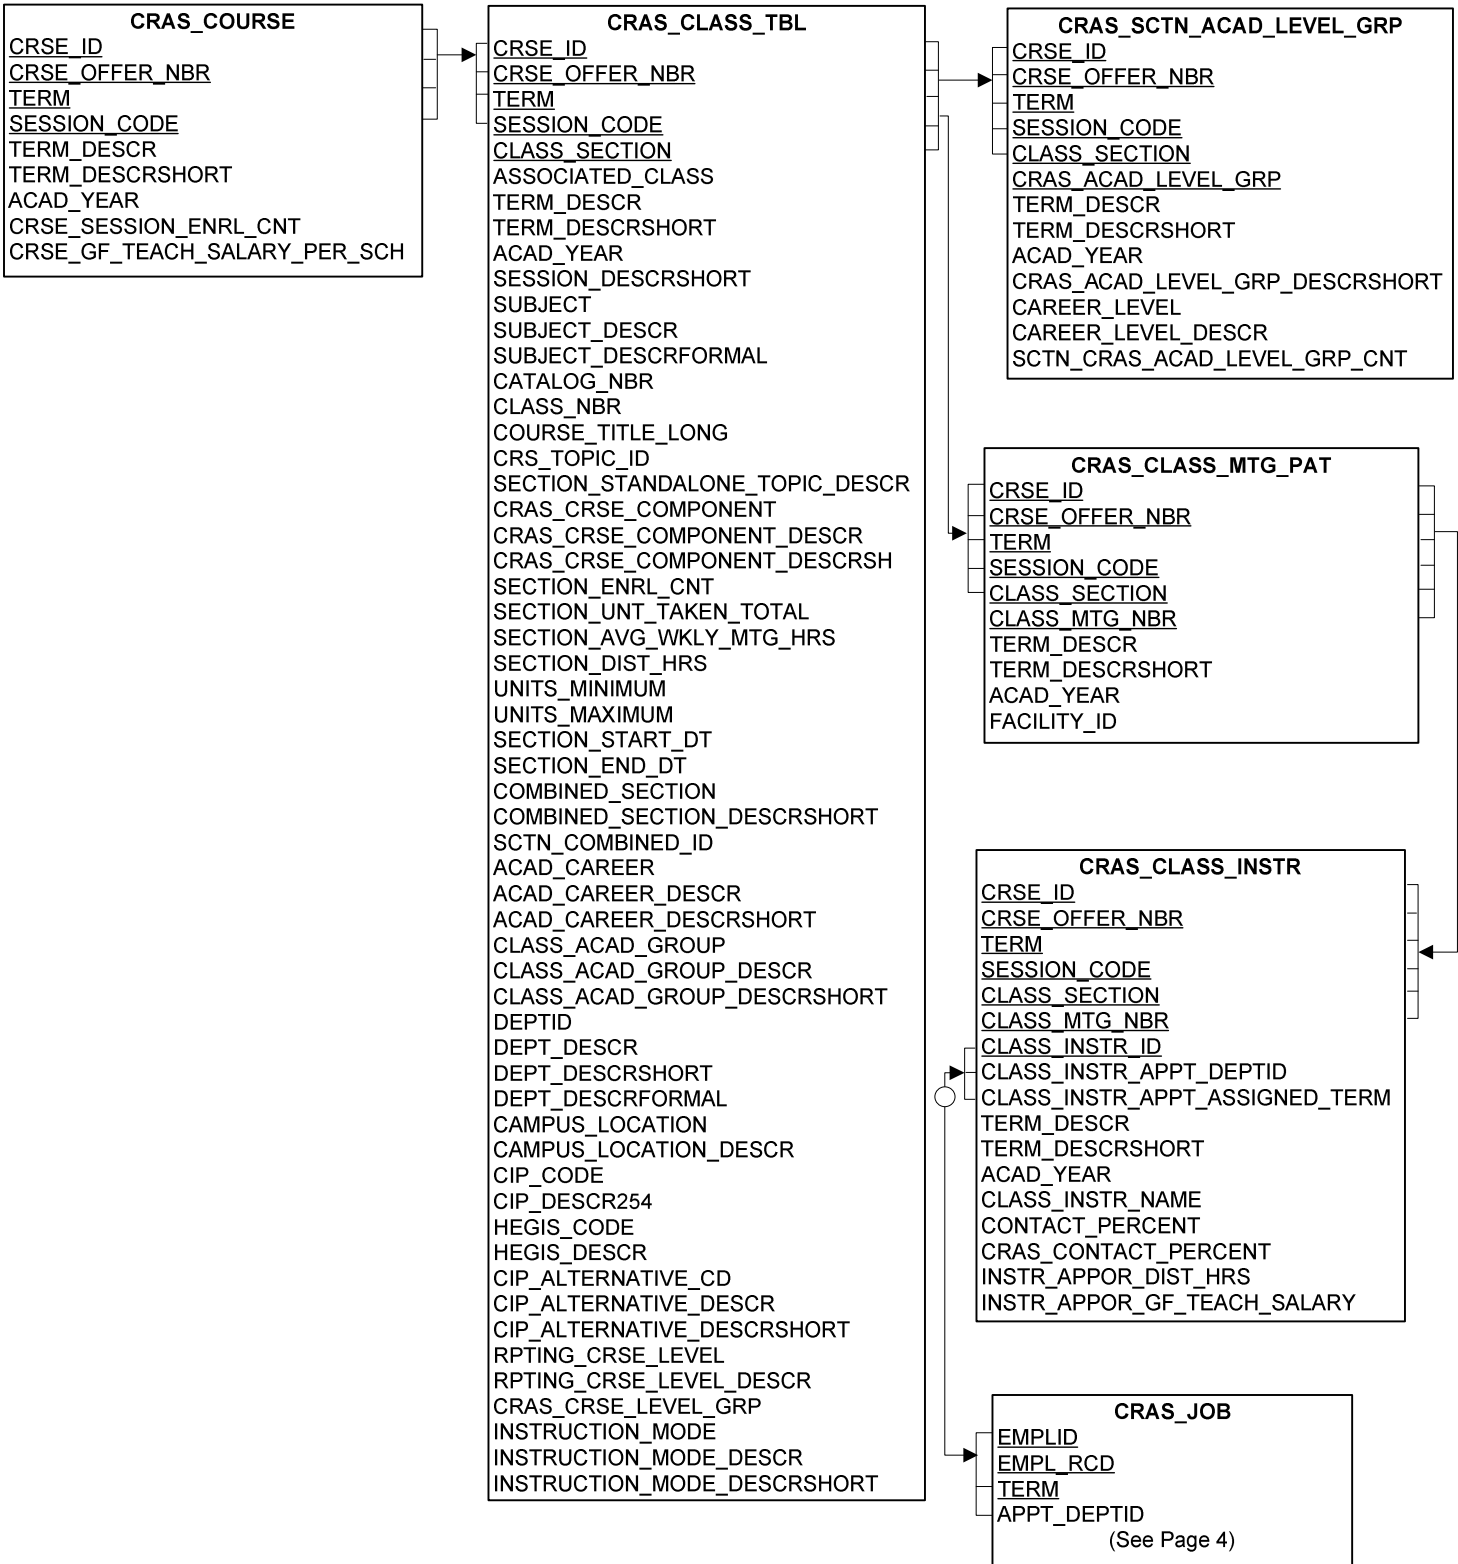 CRAS_COURSE
CRSE_ID
CRSE_OFFER_NBR
TERM
SESSION_CODE
TERM_DESCR
TERM_DESCRSHORT
ACAD_YEAR
CRSE_SESSION_ENRL_CNT
CRSE_GF_TEACH_SALARY_PER_SCH
CRAS_CLASS_TBL
CRSE_ID
CRSE_OFFER_NBR
TERM
SESSION_CODE
CLASS_SECTION
ASSOCIATED_CLASS
TERM_DESCR
TERM_DESCRSHORT
ACAD_YEAR
SESSION_DESCRSHORT
SUBJECT
SUBJECT_DESCR
SUBJECT_DESCRFORMAL
CATALOG_NBR
CLASS_NBR
COURSE_TITLE_LONG
CRS_TOPIC_ID
SECTION_STANDALONE_TOPIC_DESCR
CRAS_CRSE_COMPONENT
CRAS_CRSE_COMPONENT_DESCR
CRAS_CRSE_COMPONENT_DESCRSH
SECTION_ENRL_CNT
SECTION_UNT_TAKEN_TOTAL
SECTION_AVG_WKLY_MTG_HRS
SECTION_DIST_HRS
UNITS_MINIMUM
UNITS_MAXIMUM
SECTION_START_DT
SECTION_END_DT
COMBINED_SECTION
COMBINED_SECTION_DESCRSHORT
SCTN_COMBINED_ID
ACAD_CAREER
ACAD_CAREER_DESCR
ACAD_CAREER_DESCRSHORT
CLASS_ACAD_GROUP
CLASS_ACAD_GROUP_DESCR
CLASS_ACAD_GROUP_DESCRSHORT
DEPTID
DEPT_DESCR
DEPT_DESCRSHORT
DEPT_DESCRFORMAL
CAMPUS_LOCATION
CAMPUS_LOCATION_DESCR
CIP_CODE
CIP_DESCR254
HEGIS_CODE
HEGIS_DESCR
CIP_ALTERNATIVE_CD
CIP_ALTERNATIVE_DESCR
CIP_ALTERNATIVE_DESCRSHORT
RPTING_CRSE_LEVEL
RPTING_CRSE_LEVEL_DESCR
CRAS_CRSE_LEVEL_GRP
INSTRUCTION_MODE
INSTRUCTION_MODE_DESCR
INSTRUCTION_MODE_DESCRSHORT
CRAS_SCTN_ACAD_LEVEL_GRP
CRSE_ID
CRSE_OFFER_NBR
TERM
SESSION_CODE
CLASS_SECTION
CRAS_ACAD_LEVEL_GRP
TERM_DESCR
TERM_DESCRSHORT
ACAD_YEAR
CRAS_ACAD_LEVEL_GRP_DESCRSHORT
CAREER_LEVEL
CAREER_LEVEL_DESCR
SCTN_CRAS_ACAD_LEVEL_GRP_CNT
CRAS_CLASS_MTG_PAT
CRSE_ID
CRSE_OFFER_NBR
TERM
SESSION_CODE
CLASS_SECTION
CLASS_MTG_NBR
TERM_DESCR
TERM_DESCRSHORT
ACAD_YEAR
FACILITY_ID
CRAS_CLASS_INSTR
CRSE_ID
CRSE_OFFER_NBR
TERM
SESSION_CODE
CLASS_SECTION
CLASS_MTG_NBR
CLASS_INSTR_ID
CLASS_INSTR_APPT_DEPTID
CLASS_INSTR_APPT_ASSIGNED_TERM
TERM_DESCR
TERM_DESCRSHORT
ACAD_YEAR
CLASS_INSTR_NAME
CONTACT_PERCENT
CRAS_CONTACT_PERCENT
INSTR_APPOR_DIST_HRS
INSTR_APPOR_GF_TEACH_SALARY
CRAS_JOB
EMPLID
EMPL_RCD
TERM
APPT_DEPTID
(See Page 4)